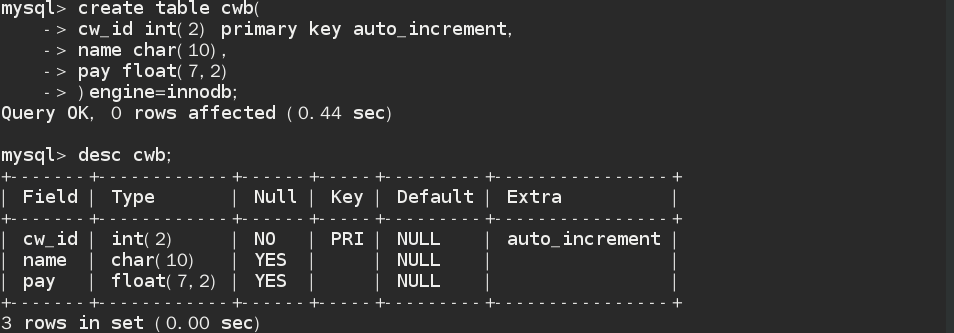 mysql> create table cwb(
    -> cw_id int(2) primary key auto_increment,
    -> name char(10),
    -> pay float(7,2)
    -> )engine=innodb;
Query OK, 0 rows affected (0.44 sec)

mysql> desc cwb;
+-------+------------+------+-----+---------+----------------+
| Field | Type       | Null | Key | Default | Extra          |
+-------+------------+------+-----+---------+----------------+
| cw_id | int(2)     | NO   | PRI | NULL    | auto_increment |
| name  | char(10)   | YES  |     | NULL    |                |
| pay   | float(7,2) | YES  |     | NULL    |                |
+-------+------------+------+-----+---------+----------------+
3 rows in set (0.00 sec)